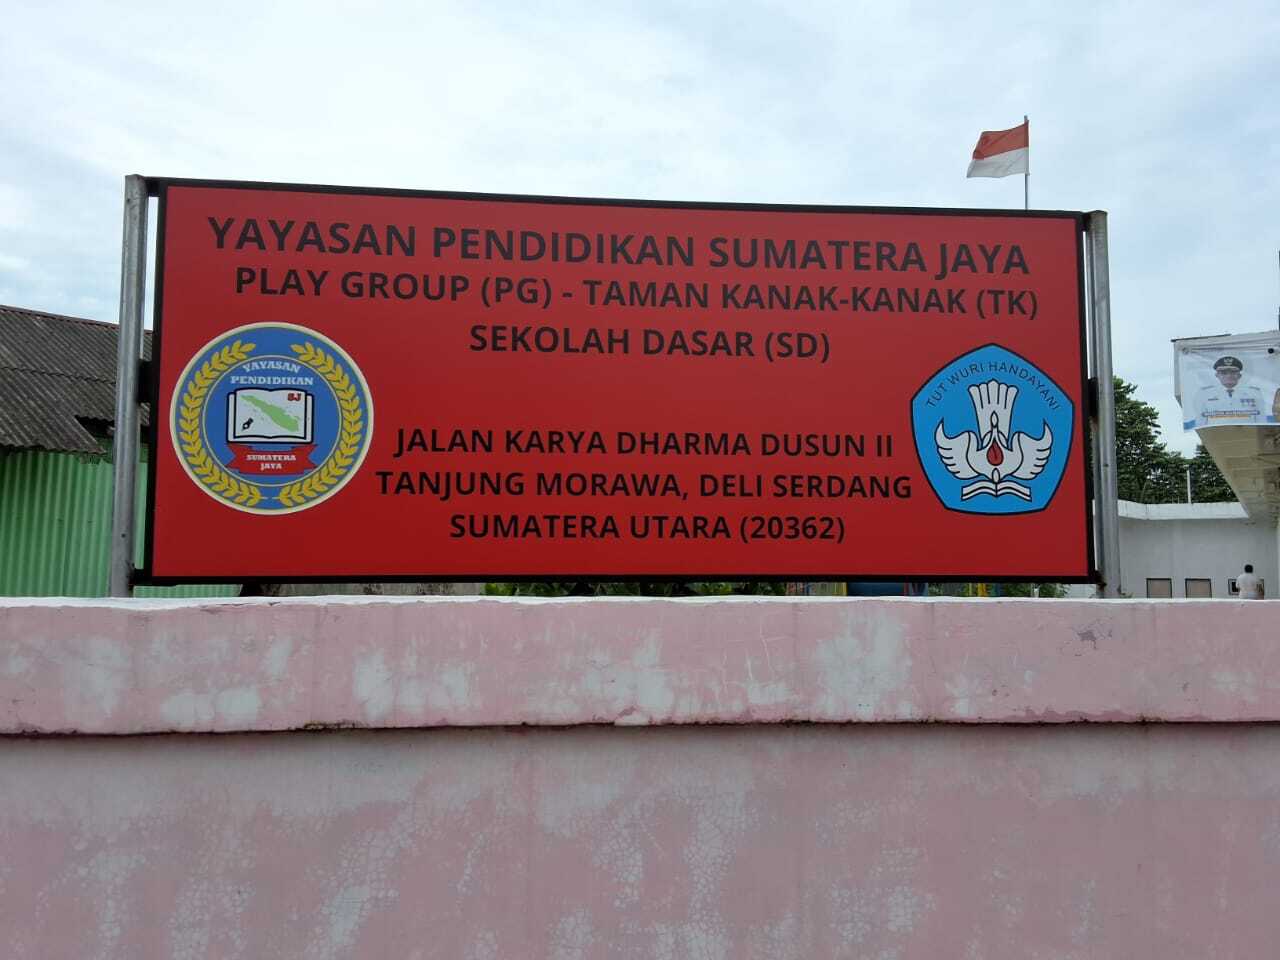 YAYASAN PENDIDIKAN SUMATERA JAYA
PLAY GROUP (PG) - TAMAN KANAK-KANAK (TK)
SEKOLAH DASAR (SD)
YAYASAN
PENDIDIKAN
SJ
SUMATERA
JAYA
TUT WURI HANDAYANI
JALAN KARYA DHARMA DUSUN II
TANJUNG MORAWA, DELI SERDANG
SUMATERA UTARA (20362)